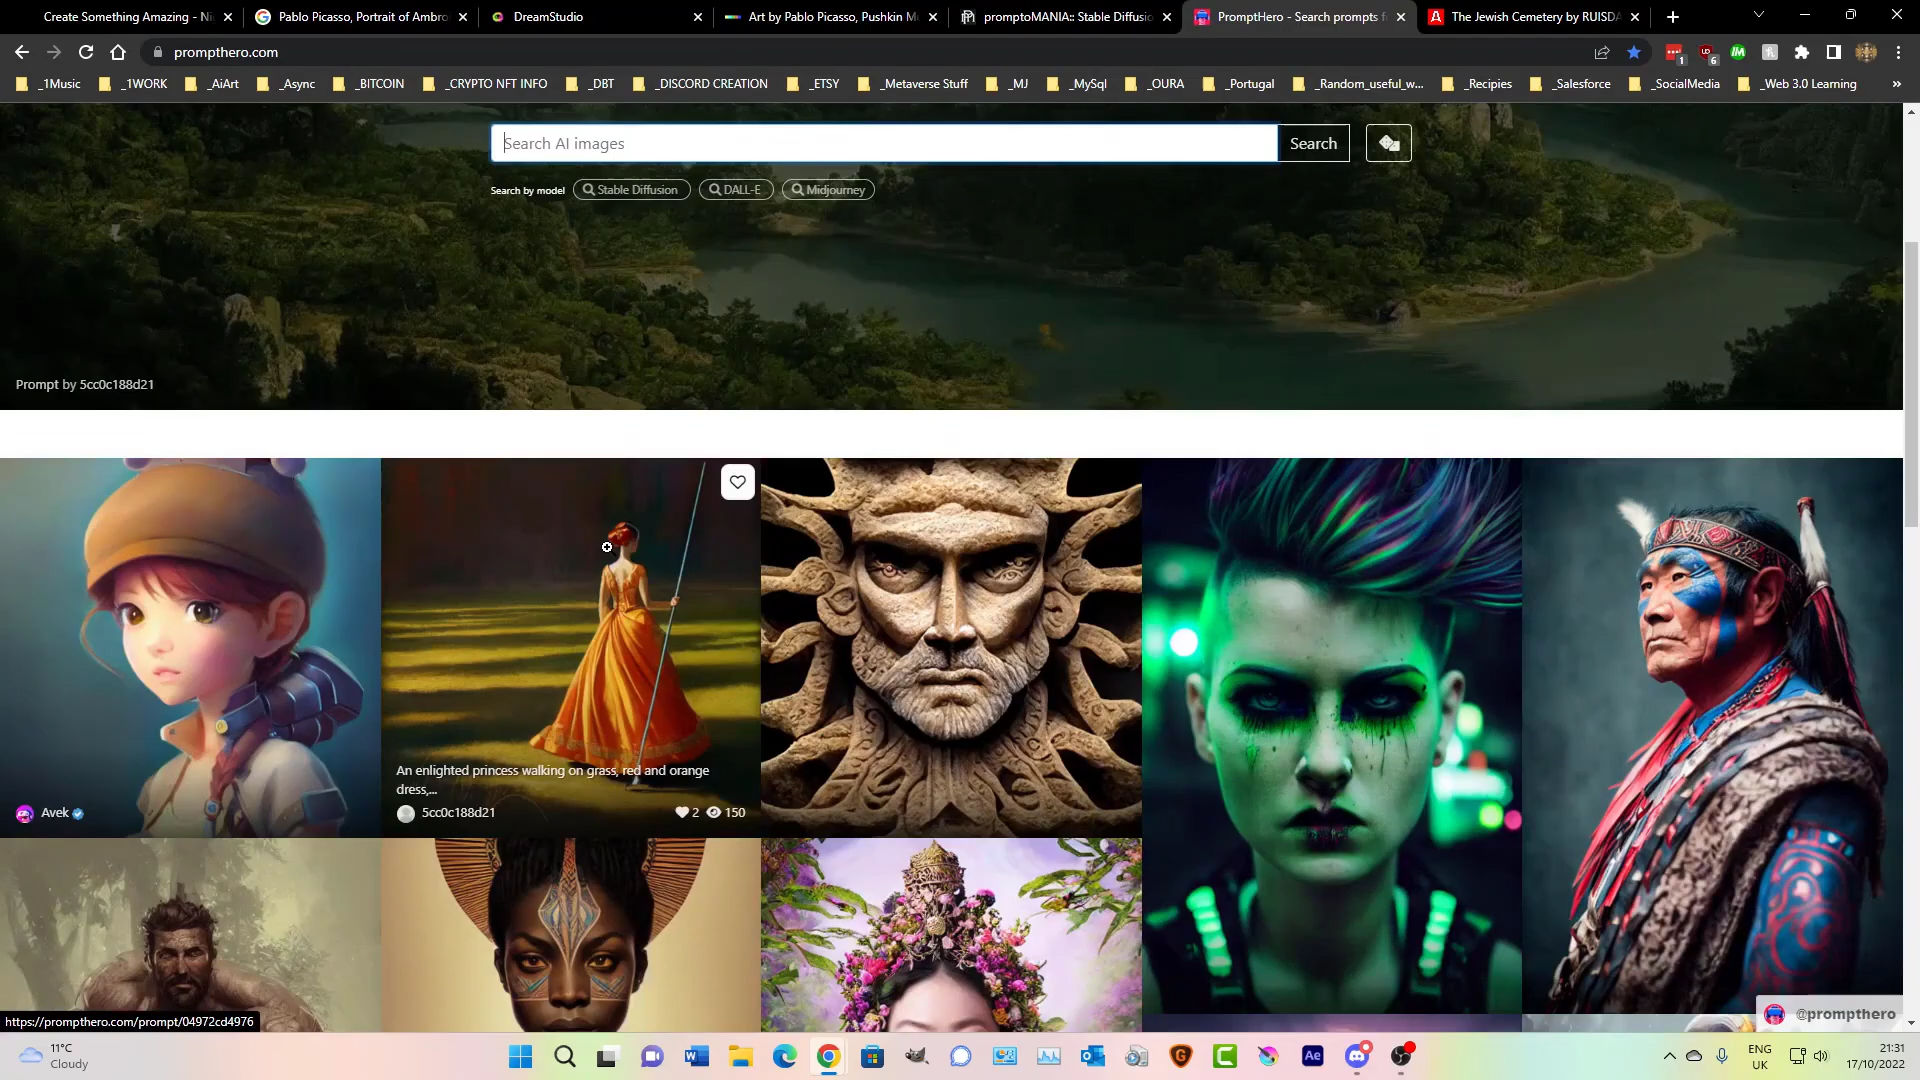 Create Something Amazing - Ni
Pablo Picasso, Portrait of Ambro
DreamStudio
Art by Pablo Picasso, Pushkin Mu
promptoMANIA:: Stable Diffusio
PromptHero - Search prompts f
The Jewish Cemetery by RUISDA
prompthero.com
1
6
_1Music
_1WORK
_AiArt
_Async
_BITCOIN
_CRYPTO NFT INFO
_DBT
_DISCORD CREATION
_ETSY
_Metaverse Stuff
_MJ
_MySql
_OURA
_Portugal
_Random_useful_w...
_Recipies
_Salesforce
_SocialMedia
_Web 3.0 Learning
»
Search AI images
Search
Search by model
Stable Diffusion
DALL-E
Midjourney
Prompt by 5cc0c188d21
Avek
An enlighted princess walking on grass, red and orange
dress,...
5cc0c188d21
2
150
@prompthero
https://prompthero.com/prompt/04972cd4976
11°C
Cloudy
ENG
UK
21:31
17/10/2022